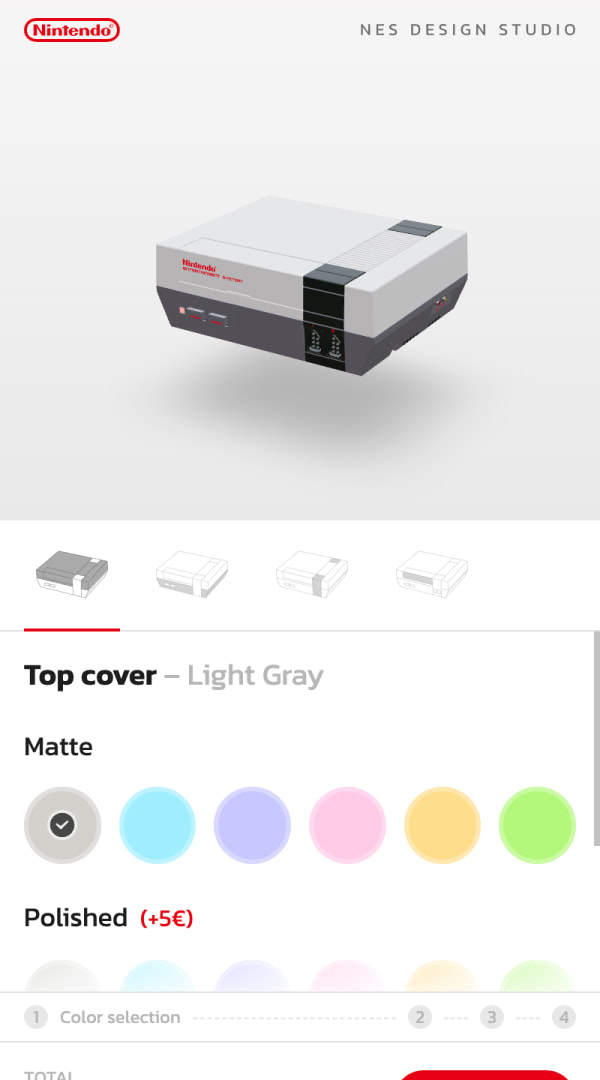 Nintendo®
NES DESIGN STUDIO
Nintendo
ENTERTAINMENT SYSTEM
Top cover – Light Gray
Matte
Polished (+5€)
1 Color selection 2 3 4
TOTAL